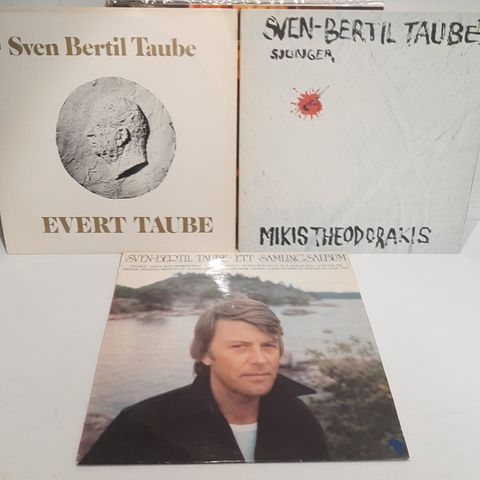 Sven Bertil Taube
EVERT TAUBE
SVEN-BERTIL TAUBE
SJUNGER
MIKIS THEODORAKIS
SVEN-BERTIL TAUBE · ETT SAMLINGSALBUM